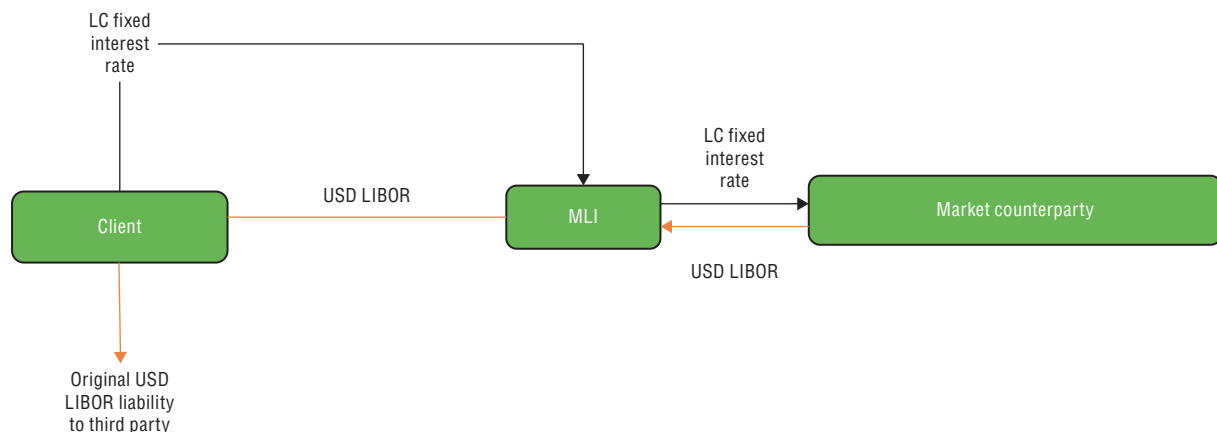 LC fixed
interest
rate
LC fixed
interest
rate
USD LIBOR
Client
MLI
Market counterparty
USD LIBOR
Original USD
LIBOR liability
to third party